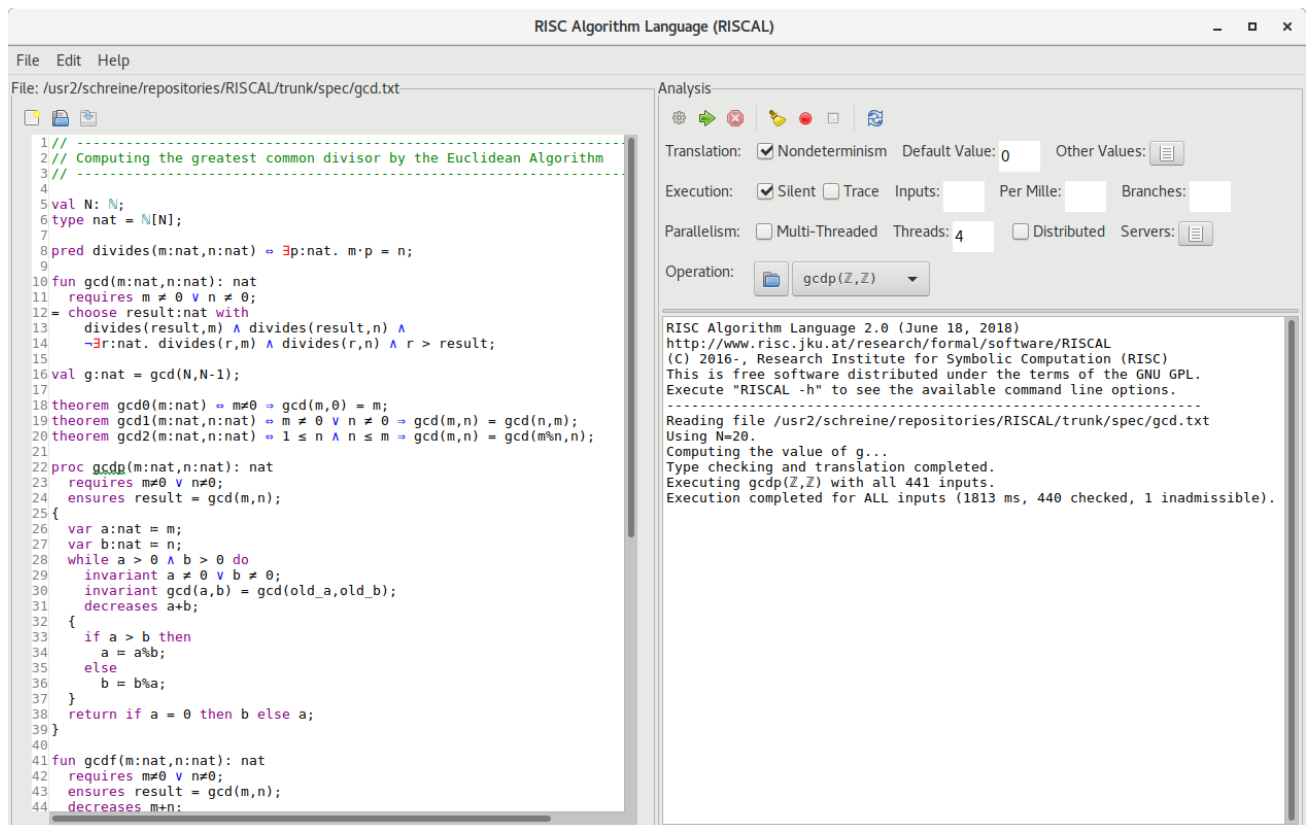 RISC Algorithm Language (RISCAL)
File Edit Help
File: /usr2/schreine/repositories/RISCAL/trunk/spec/gcd.txt
1 // -------------------------------------------------------------------
2 // Computing the greatest common divisor by the Euclidean Algorithm
3 // -------------------------------------------------------------------
4
5 val N: ℕ;
6 type nat = ℕ[N];
7
8 pred divides(m:nat,n:nat) ⇔ ∃p:nat. m·p = n;
9
10 fun gcd(m:nat,n:nat): nat
11   requires m ≠ 0 ∨ n ≠ 0;
12 = choose result:nat with
13     divides(result,m) ∧ divides(result,n) ∧
14     ¬∃r:nat. divides(r,m) ∧ divides(r,n) ∧ r > result;
15
16 val g:nat = gcd(N,N-1);
17
18 theorem gcd0(m:nat) ⇔ m≠0 ⇒ gcd(m,0) = m;
19 theorem gcd1(m:nat,n:nat) ⇔ m ≠ 0 ∨ n ≠ 0 ⇒ gcd(m,n) = gcd(n,m);
20 theorem gcd2(m:nat,n:nat) ⇔ 1 ≤ n ∧ n ≤ m ⇒ gcd(m,n) = gcd(m%n,n);
21
22 proc gcdp(m:nat,n:nat): nat
23   requires m≠0 ∨ n≠0;
24   ensures result = gcd(m,n);
25 {
26   var a:nat ≔ m;
27   var b:nat ≔ n;
28   while a > 0 ∧ b > 0 do
29     invariant a ≠ 0 ∨ b ≠ 0;
30     invariant gcd(a,b) = gcd(old_a,old_b);
31     decreases a+b;
32   {
33     if a > b then
34       a ≔ a%b;
35     else
36       b ≔ b%a;
37   }
38   return if a = 0 then b else a;
39 }
40
41 fun gcdf(m:nat,n:nat): nat
42   requires m≠0 ∨ n≠0;
43   ensures result = gcd(m,n);
44   decreases m+n;
Analysis
Translation: Nondeterminism Default Value: 0 Other Values:
Execution: Silent Trace Inputs: Per Mille: Branches:
Parallelism: Multi-Threaded Threads: 4 Distributed Servers:
Operation: gcdp(ℤ,ℤ)
RISC Algorithm Language 2.0 (June 18, 2018)
http://www.risc.jku.at/research/formal/software/RISCAL
(C) 2016-, Research Institute for Symbolic Computation (RISC)
This is free software distributed under the terms of the GNU GPL.
Execute "RISCAL -h" to see the available command line options.
-----------------------------------------------------------------
Reading file /usr2/schreine/repositories/RISCAL/trunk/spec/gcd.txt
Using N=20.
Computing the value of g...
Type checking and translation completed.
Executing gcdp(ℤ,ℤ) with all 441 inputs.
Execution completed for ALL inputs (1813 ms, 440 checked, 1 inadmissible).